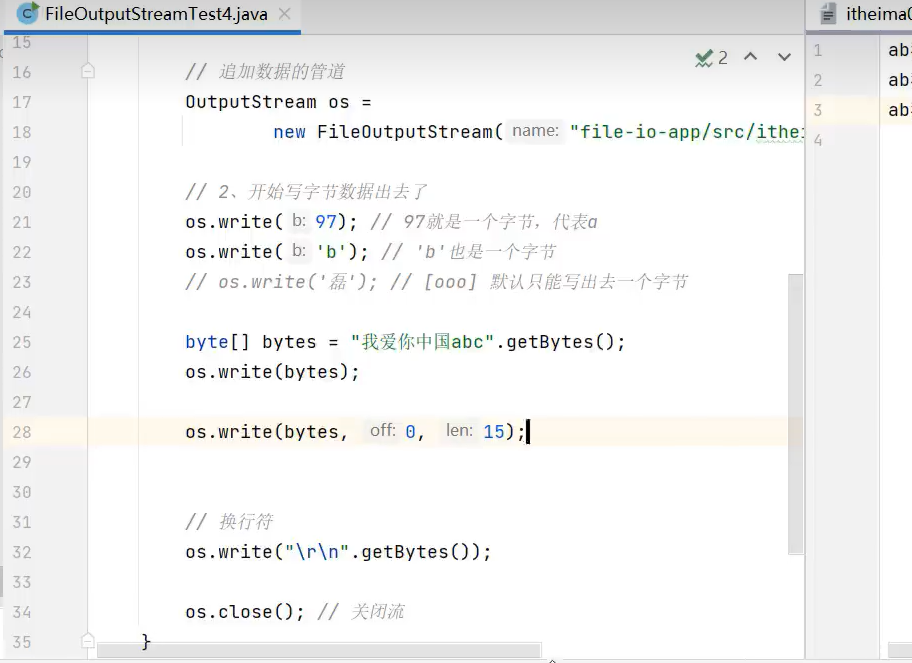 FileOutputStreamTest4.java
itheima0
2
15
16 // 追加数据的管道
17 OutputStream os =
18 new FileOutputStream( name: "file-io-app/src/ithei
19
20 // 2、开始写字节数据出去了
21 os.write( b: 97); // 97就是一个字节，代表a
22 os.write( b: 'b'); // 'b'也是一个字节
23 // os.write('磊'); // [ooo] 默认只能写出去一个字节
24
25 byte[] bytes = "我爱你中国abc".getBytes();
26 os.write(bytes);
27
28 os.write(bytes, off: 0, len: 15);
29
30
31 // 换行符
32 os.write("\r\n".getBytes());
33
34 os.close(); // 关闭流
35 }
1 ab
2 ab
3 ab
4